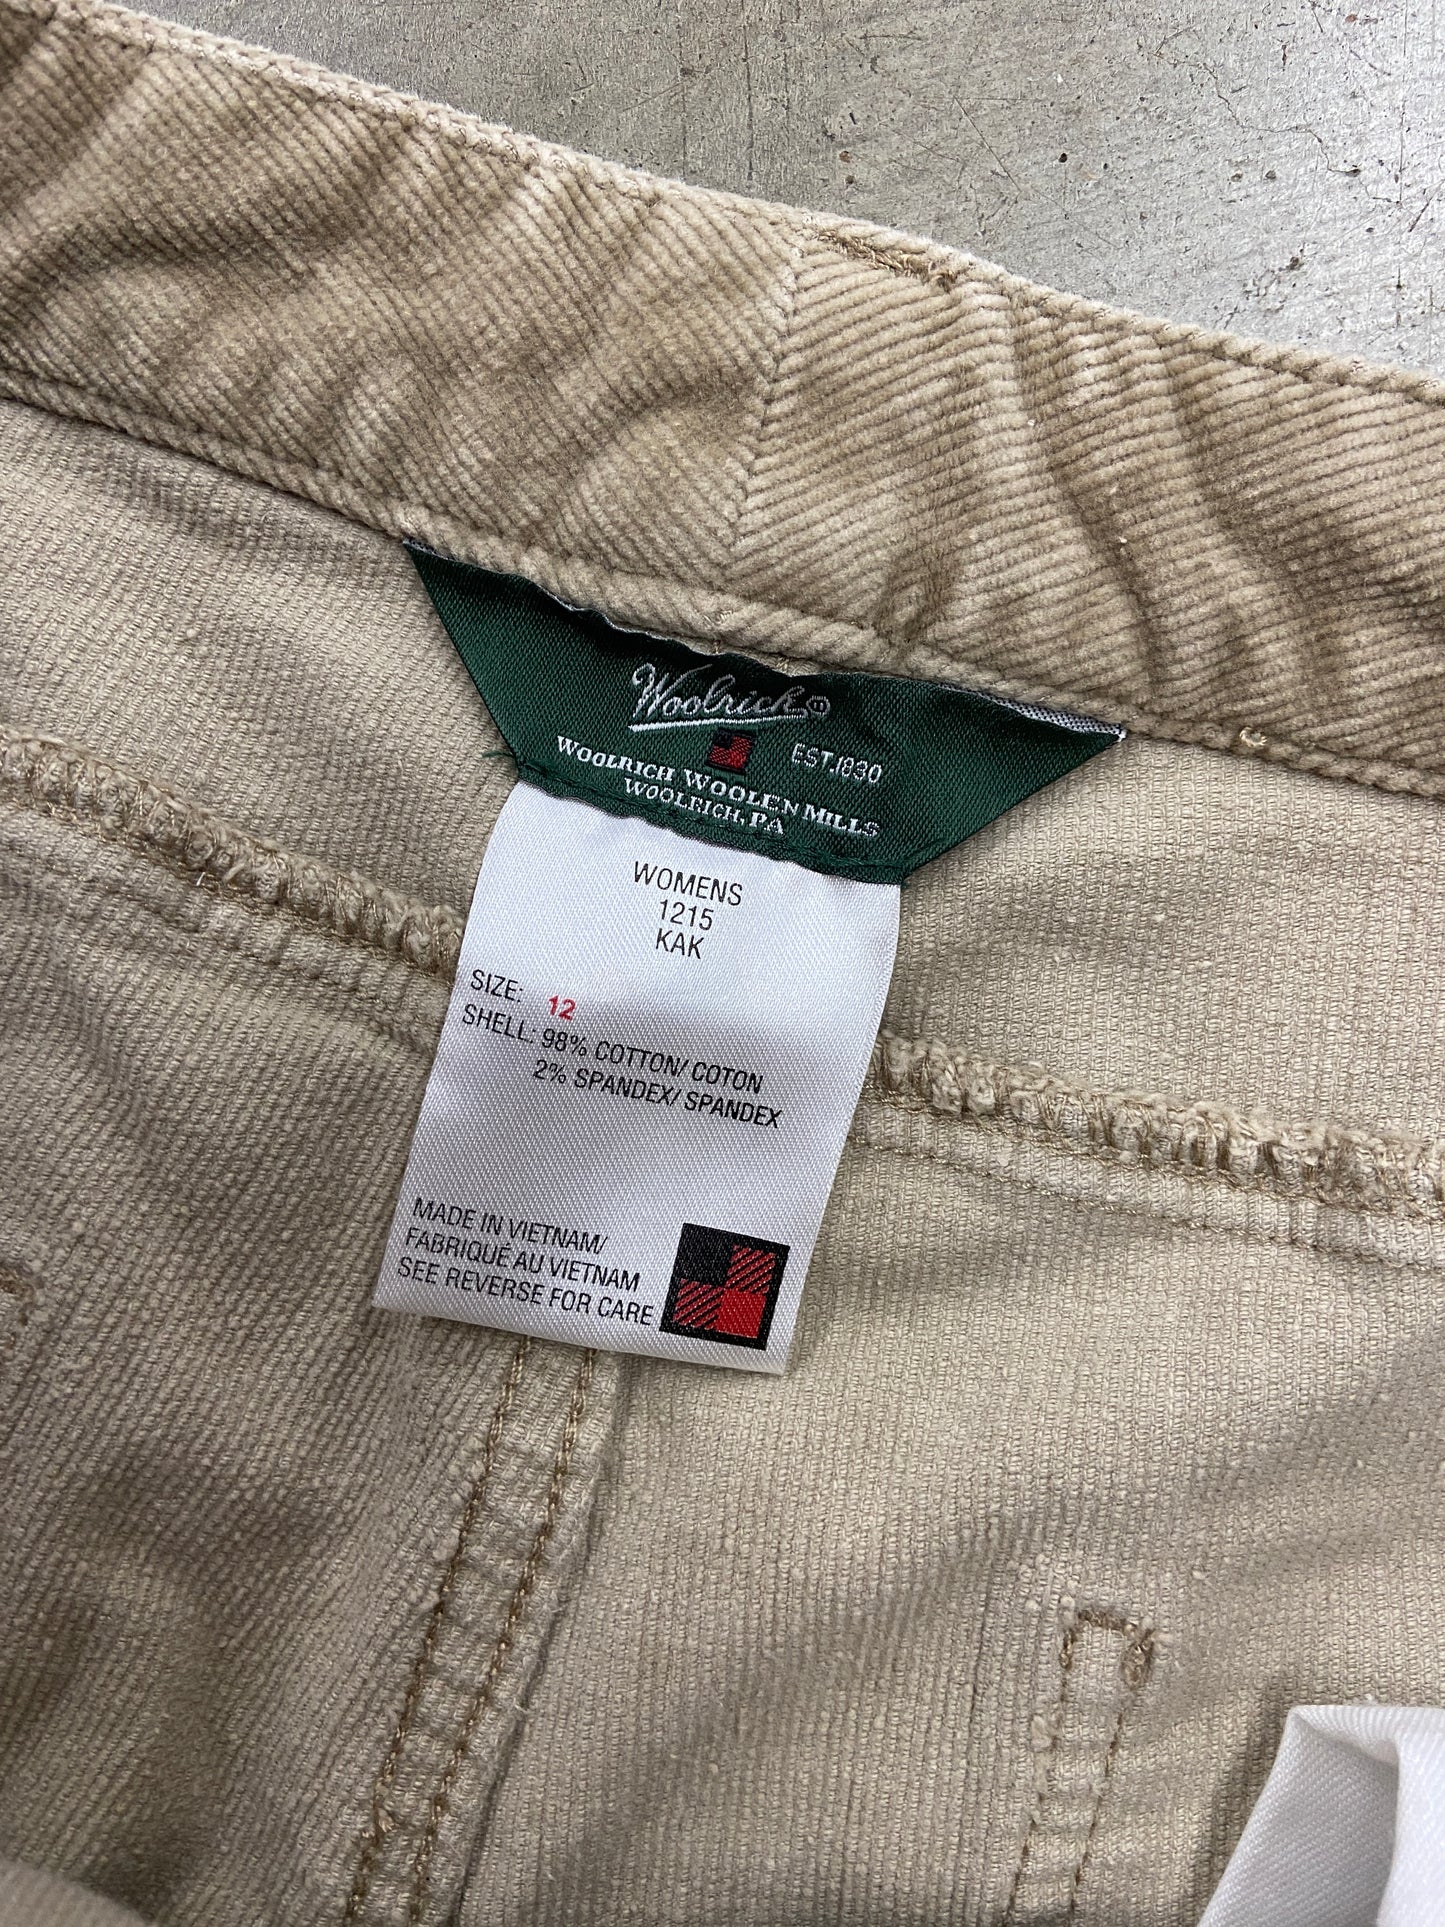 Woolrich®
EST.1830
WOOLRICH WOOLEN MILLS
WOOLRICH, PA
WOMENS
1215
KAK
SIZE: 12
SHELL: 98% COTTON/ COTON
2% SPANDEX/ SPANDEX
MADE IN VIETNAM/
FABRIQUÉ AU VIETNAM
SEE REVERSE FOR CARE